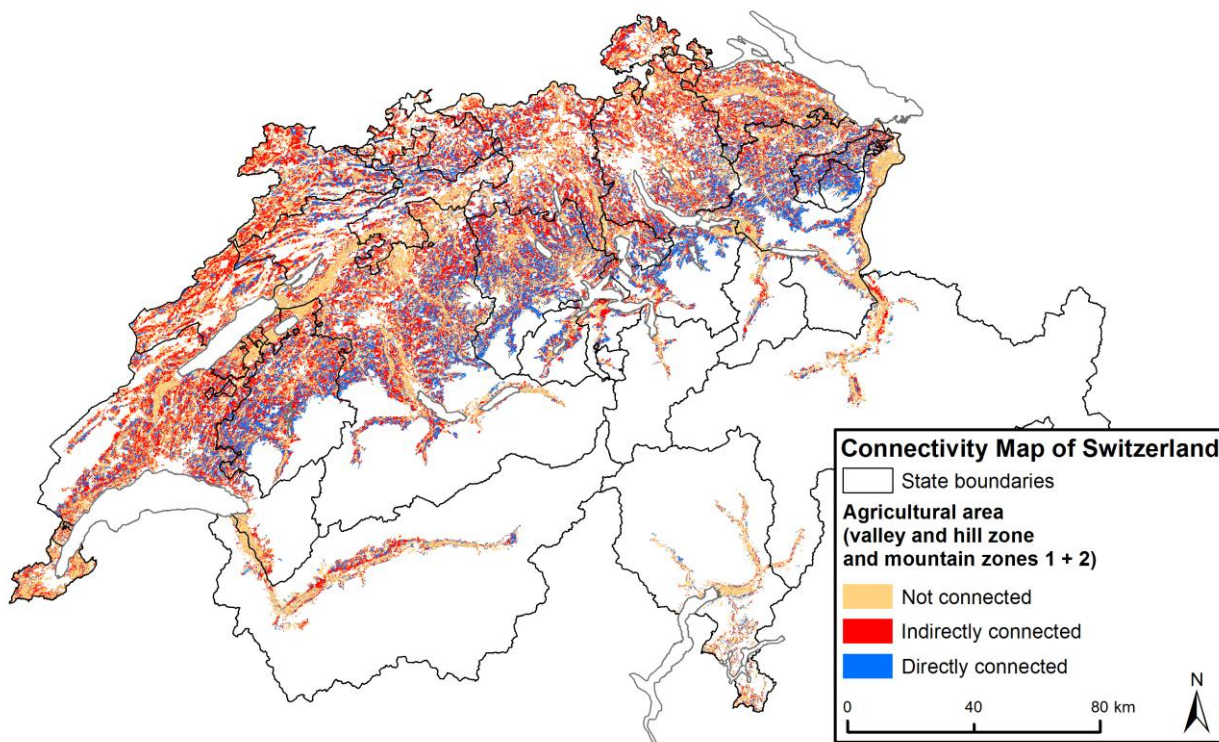 Connectivity Map of Switzerland
State boundaries
Agricultural area
(valley and hill zone
and mountain zones 1 + 2)
Not connected
Indirectly connected
Directly connected
N
0 40 80 km